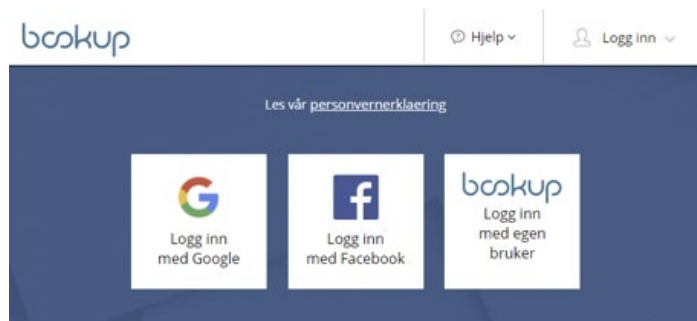 bookup
Hjelp
Logg inn
Les vår personvernerklaering
Logg inn
med Google
Logg inn
med Facebook
bookup
Logg inn
med egen
bruker